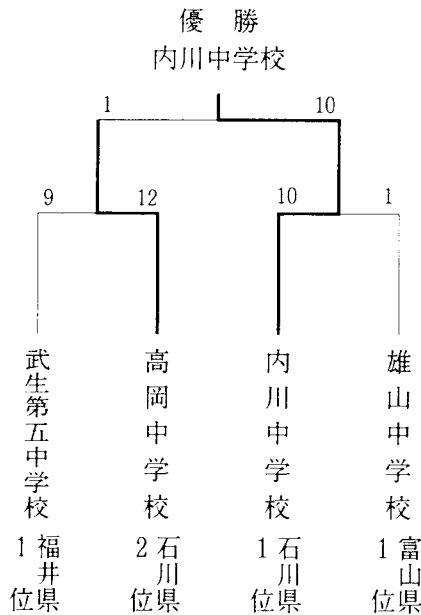 優勝
内川中学校
1 10
9 12 10 1
武生第五中学校
福井県
1位
高岡中学校
石川県
2位
内川中学校
石川県
1位
雄山中学校
富山県
1位